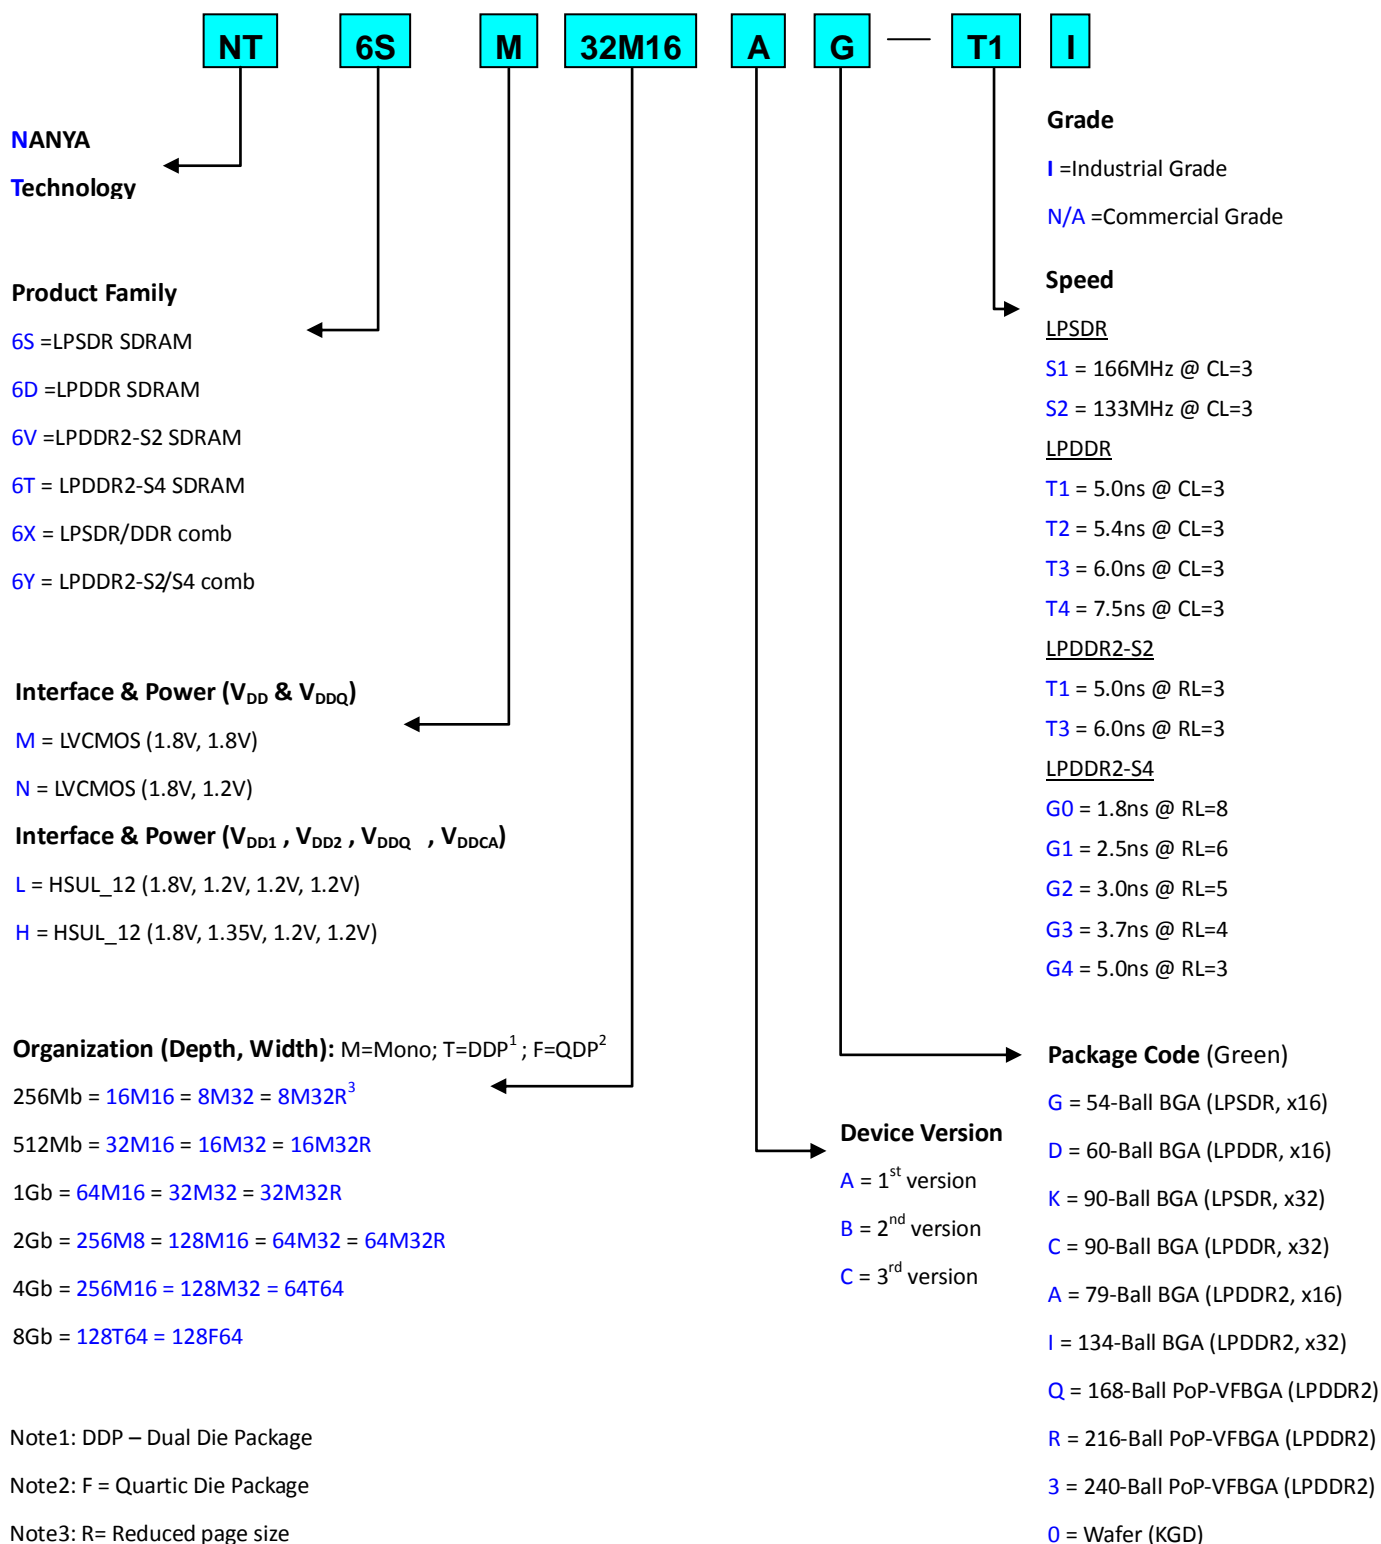 NT 6S M 32M16 A G — T1 I
NANYA
Technology
Product Family
6S =LPSDR SDRAM
6D =LPDDR SDRAM
6V =LPDDR2-S2 SDRAM
6T = LPDDR2-S4 SDRAM
6X = LPSDR/DDR comb
6Y = LPDDR2-S2/S4 comb
Interface & Power (VDD & VDDQ)
M = LVCMOS (1.8V, 1.8V)
N = LVCMOS (1.8V, 1.2V)
Interface & Power (VDD1 , VDD2 , VDDQ , VDDCA)
L = HSUL_12 (1.8V, 1.2V, 1.2V, 1.2V)
H = HSUL_12 (1.8V, 1.35V, 1.2V, 1.2V)
Organization (Depth, Width): M=Mono; T=DDP1 ; F=QDP2
256Mb = 16M16 = 8M32 = 8M32R3
512Mb = 32M16 = 16M32 = 16M32R
1Gb = 64M16 = 32M32 = 32M32R
2Gb = 256M8 = 128M16 = 64M32 = 64M32R
4Gb = 256M16 = 128M32 = 64T64
8Gb = 128T64 = 128F64
Note1: DDP – Dual Die Package
Note2: F = Quartic Die Package
Note3: R= Reduced page size
Device Version
A = 1st version
B = 2nd version
C = 3rd version
Grade
I =Industrial Grade
N/A =Commercial Grade
Speed
LPSDR
S1 = 166MHz @ CL=3
S2 = 133MHz @ CL=3
LPDDR
T1 = 5.0ns @ CL=3
T2 = 5.4ns @ CL=3
T3 = 6.0ns @ CL=3
T4 = 7.5ns @ CL=3
LPDDR2-S2
T1 = 5.0ns @ RL=3
T3 = 6.0ns @ RL=3
LPDDR2-S4
G0 = 1.8ns @ RL=8
G1 = 2.5ns @ RL=6
G2 = 3.0ns @ RL=5
G3 = 3.7ns @ RL=4
G4 = 5.0ns @ RL=3
Package Code (Green)
G = 54-Ball BGA (LPSDR, x16)
D = 60-Ball BGA (LPDDR, x16)
K = 90-Ball BGA (LPSDR, x32)
C = 90-Ball BGA (LPDDR, x32)
A = 79-Ball BGA (LPDDR2, x16)
I = 134-Ball BGA (LPDDR2, x32)
Q = 168-Ball PoP-VFBGA (LPDDR2)
R = 216-Ball PoP-VFBGA (LPDDR2)
3 = 240-Ball PoP-VFBGA (LPDDR2)
0 = Wafer (KGD)